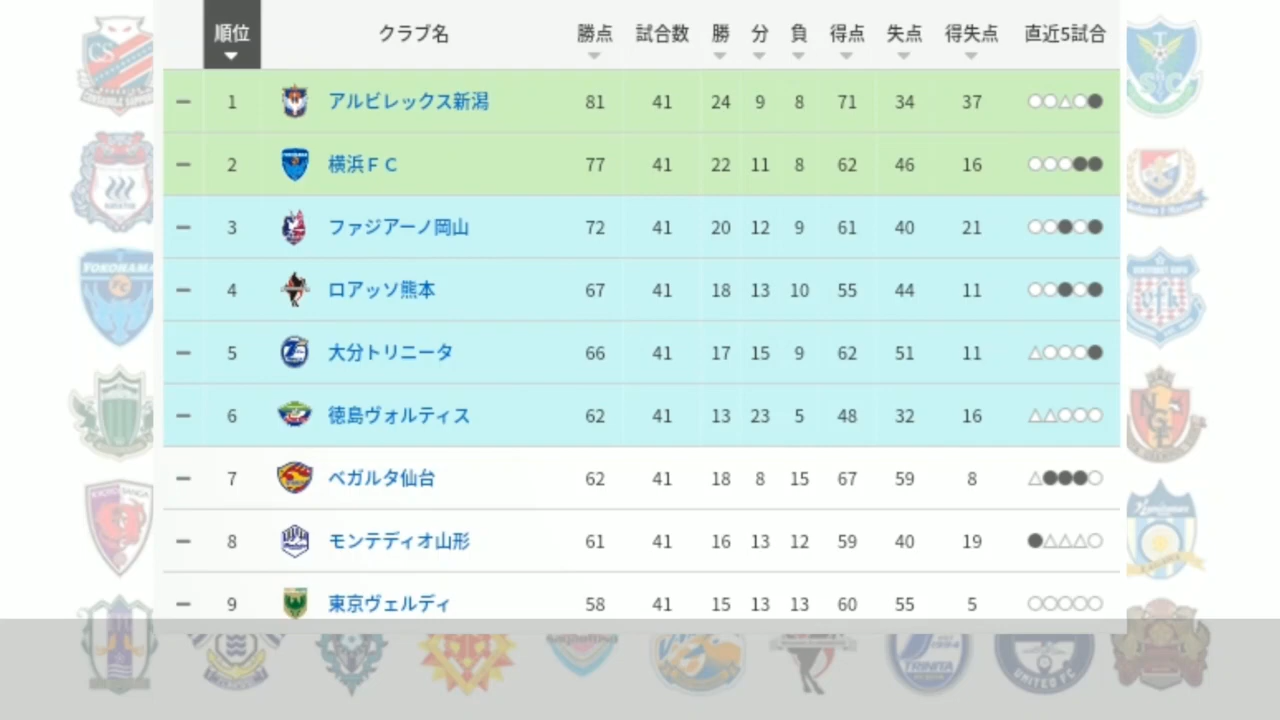 順位 クラブ名 勝点 試合数 勝 分 負 得点 失点 得失点 直近5試合
1 アルビレックス新潟 81 41 24 9 8 71 34 37 ○○△○●
2 横浜ＦＣ 77 41 22 11 8 62 46 16 ○○○●●
3 ファジアーノ岡山 72 41 20 12 9 61 40 21 ○○●○●
4 ロアッソ熊本 67 41 18 13 10 55 44 11 ○○●○●
5 大分トリニータ 66 41 17 15 9 62 51 11 △○○○●
6 徳島ヴォルティス 62 41 13 23 5 48 32 16 △△○○○
7 ベガルタ仙台 62 41 18 8 15 67 59 8 △●●●○
8 モンテディオ山形 61 41 16 13 12 59 40 19 ●△△△○
9 東京ヴェルディ 58 41 15 13 13 60 55 5 ○○○○○
YOKOHAMA
FC
TRINITA
UNITED FC